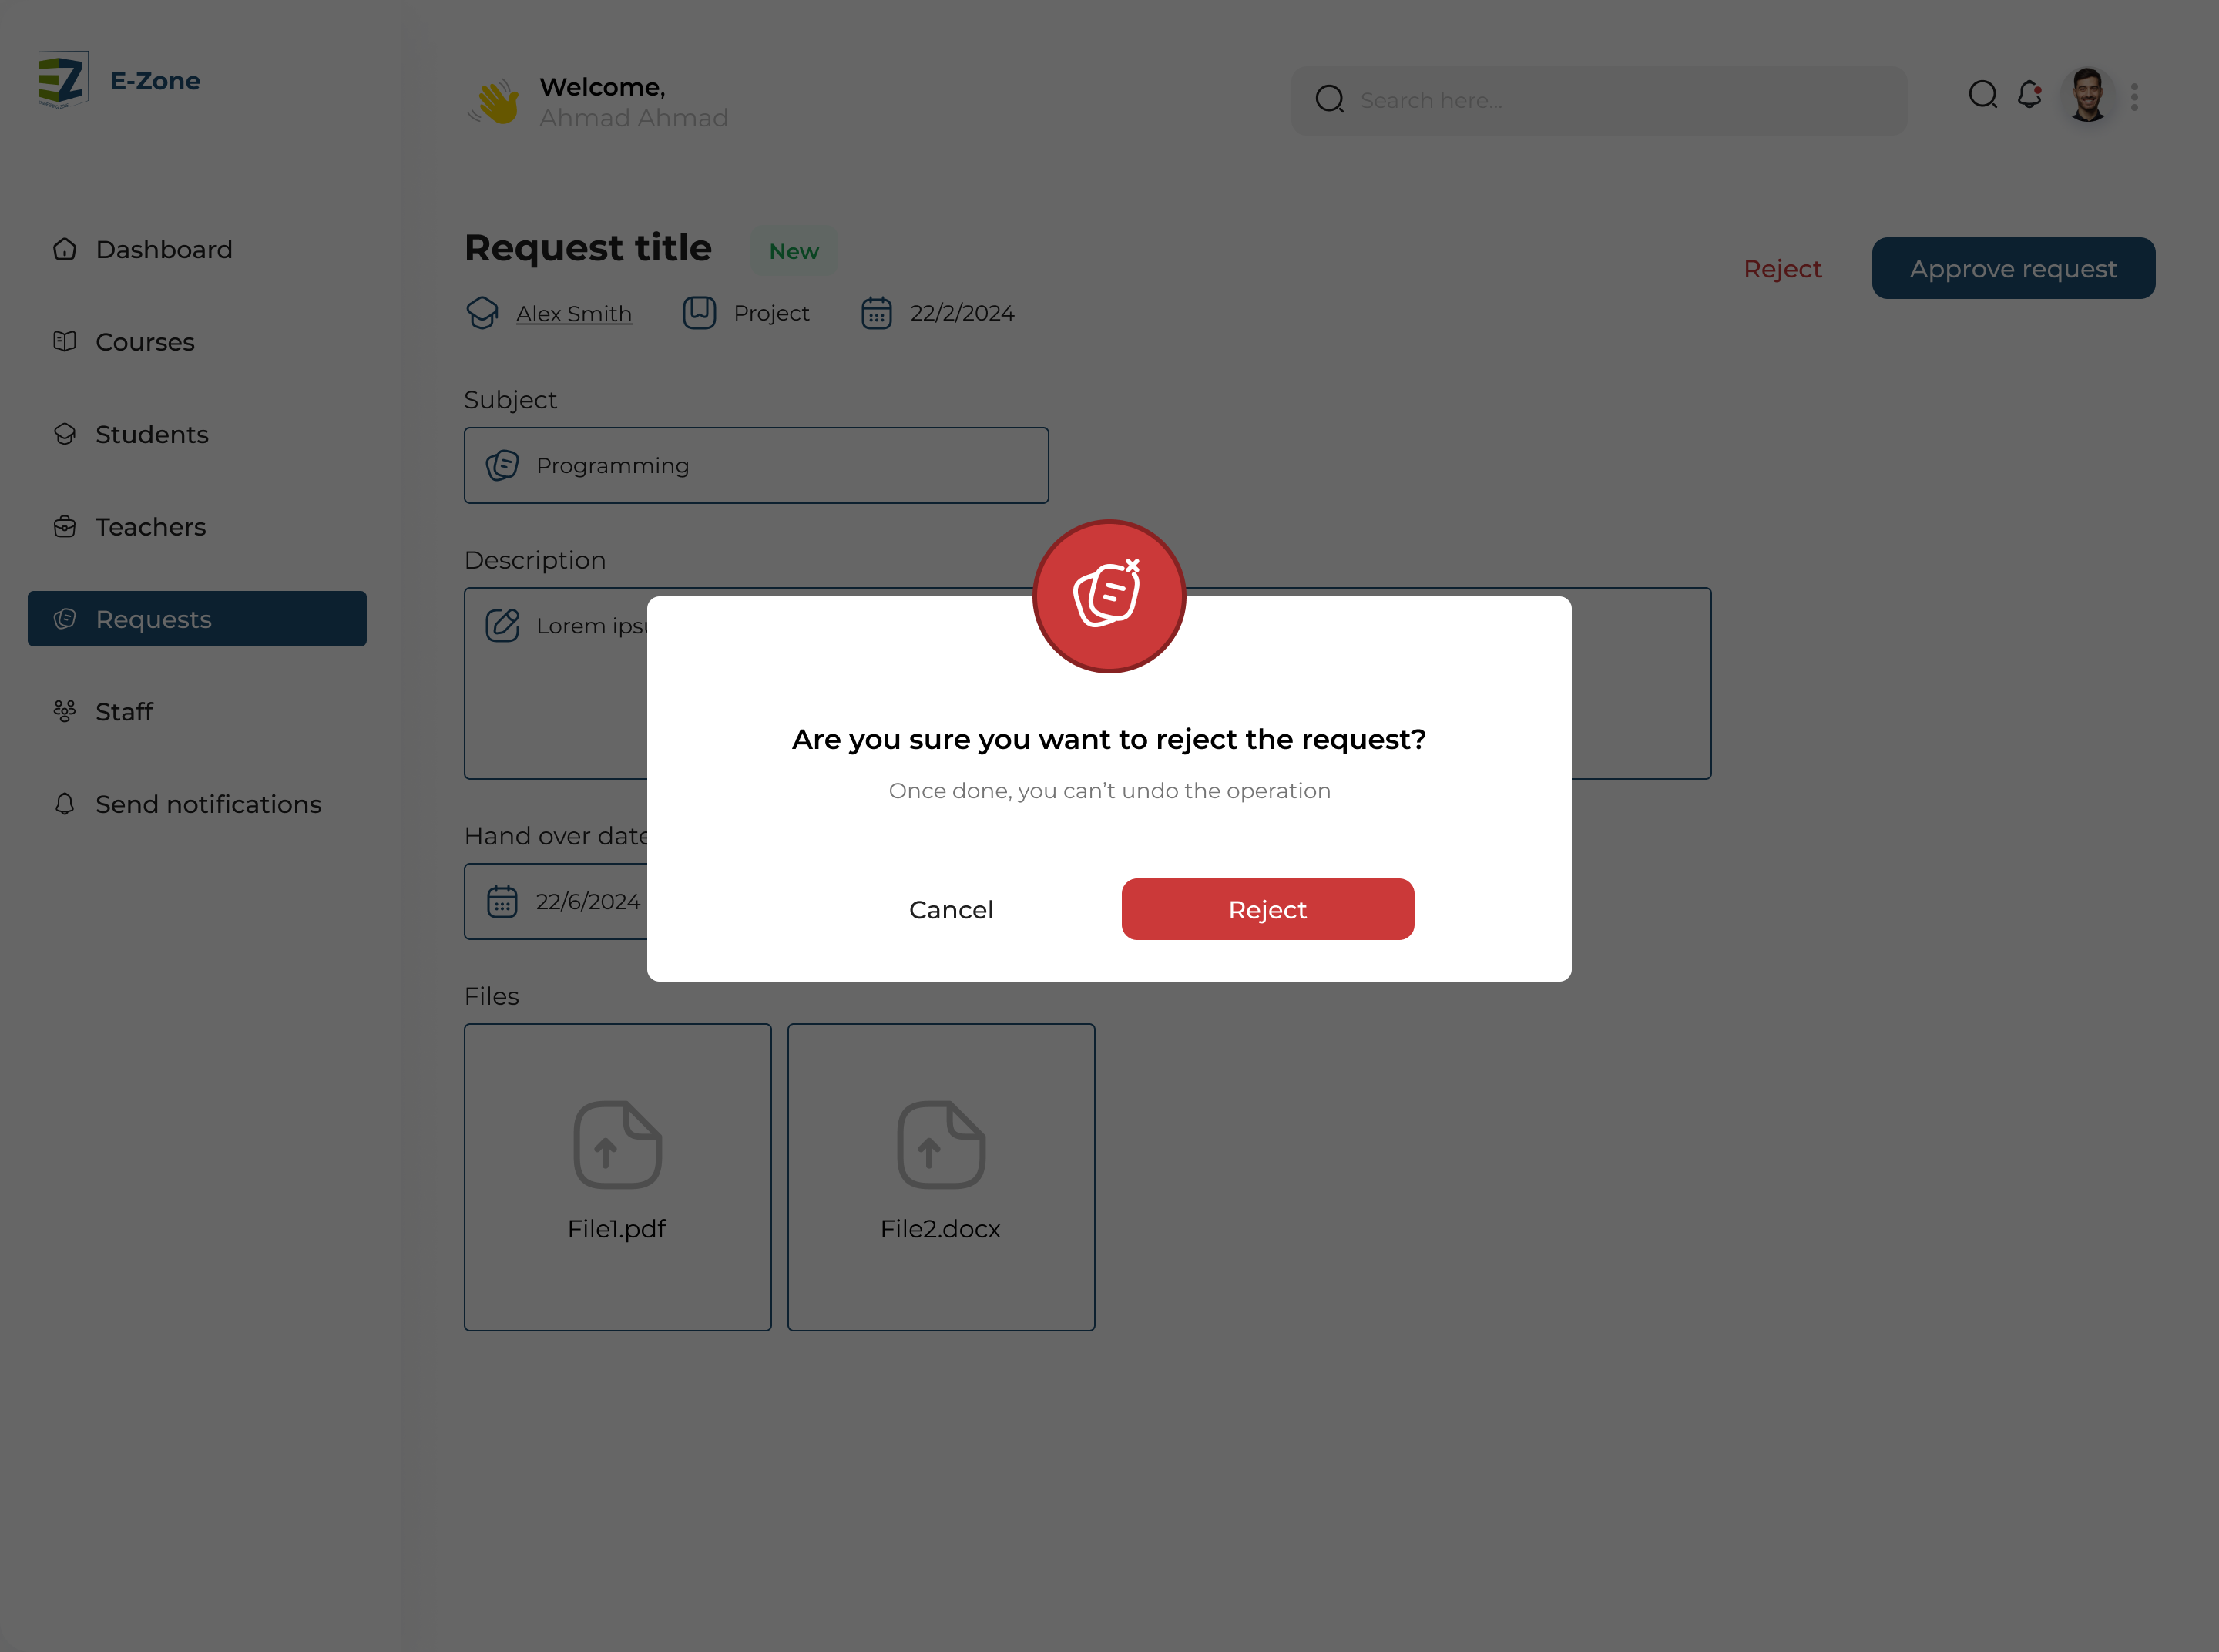 E-Zone
Welcome,
Ahmad Ahmad
Search here...
Dashboard
Courses
Students
Teachers
Requests
Staff
Send notifications
Request title
New
Reject
Approve request
Alex Smith
Project
22/2/2024
Subject
Programming
Description
Lorem
Are you sure you want to reject the request?
Once done, you can’t undo the operation
Cancel
Reject
Hand over date
22/6/2024
Files
File1.pdf
File2.docx